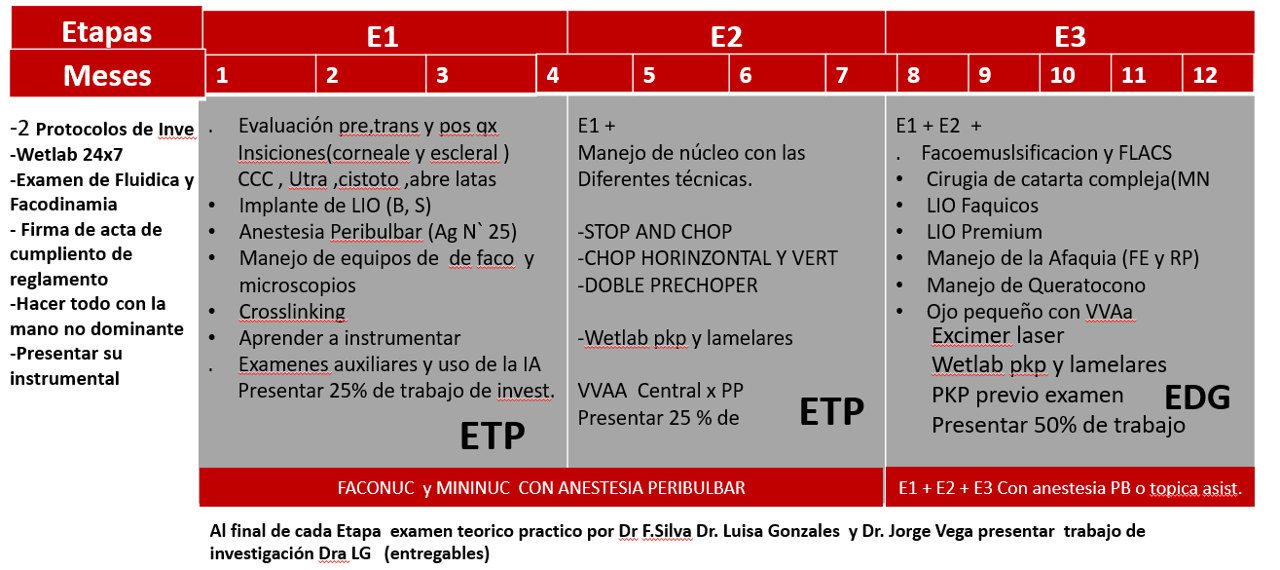 Etapas
E1
E2
E3
Meses
1
2
3
4
5
6
7
8
9
10
11
12
-2 Protocolos de Inve
-Wetlab 24x7
-Examen de Fluidica y
Facodinamia
- Firma de acta de
cumpliento de
reglamento
-Hacer todo con la
mano no dominante
-Presentar su
instrumental
. Evaluación pre,trans y pos qx
Insiciones(corneale y escleral )
CCC , Utra ,cistoto ,abre latas
• Implante de LIO (B, S)
• Anestesia Peribulbar (Ag N` 25)
• Manejo de equipos de de faco y
microscopios
• Crosslinking
• Aprender a instrumentar
. Examenes auxiliares y uso de la IA
Presentar 25% de trabajo de invest.
ETP
E1 +
Manejo de núcleo con las
Diferentes técnicas.
-STOP AND CHOP
-CHOP HORINZONTAL Y VERT
-DOBLE PRECHOPER
-Wetlab pkp y lamelares
VVAA Central x PP
Presentar 25 % de
ETP
E1 + E2 +
. Facoemuslsificacion y FLACS
• Cirugia de catarta compleja(MN
• LIO Faquicos
• LIO Premium
• Manejo de la Afaquia (FE y RP)
• Manejo de Queratocono
• Ojo pequeño con VVAa
Excimer laser
Wetlab pkp y lamelares
PKP previo examen
Presentar 50% de trabajo
EDG
FACONUC y MININUC CON ANESTESIA PERIBULBAR
E1 + E2 + E3 Con anestesia PB o topica asist.
Al final de cada Etapa examen teorico practico por Dr F.Silva Dr. Luisa Gonzales y Dr. Jorge Vega presentar trabajo de
investigación Dra LG (entregables)